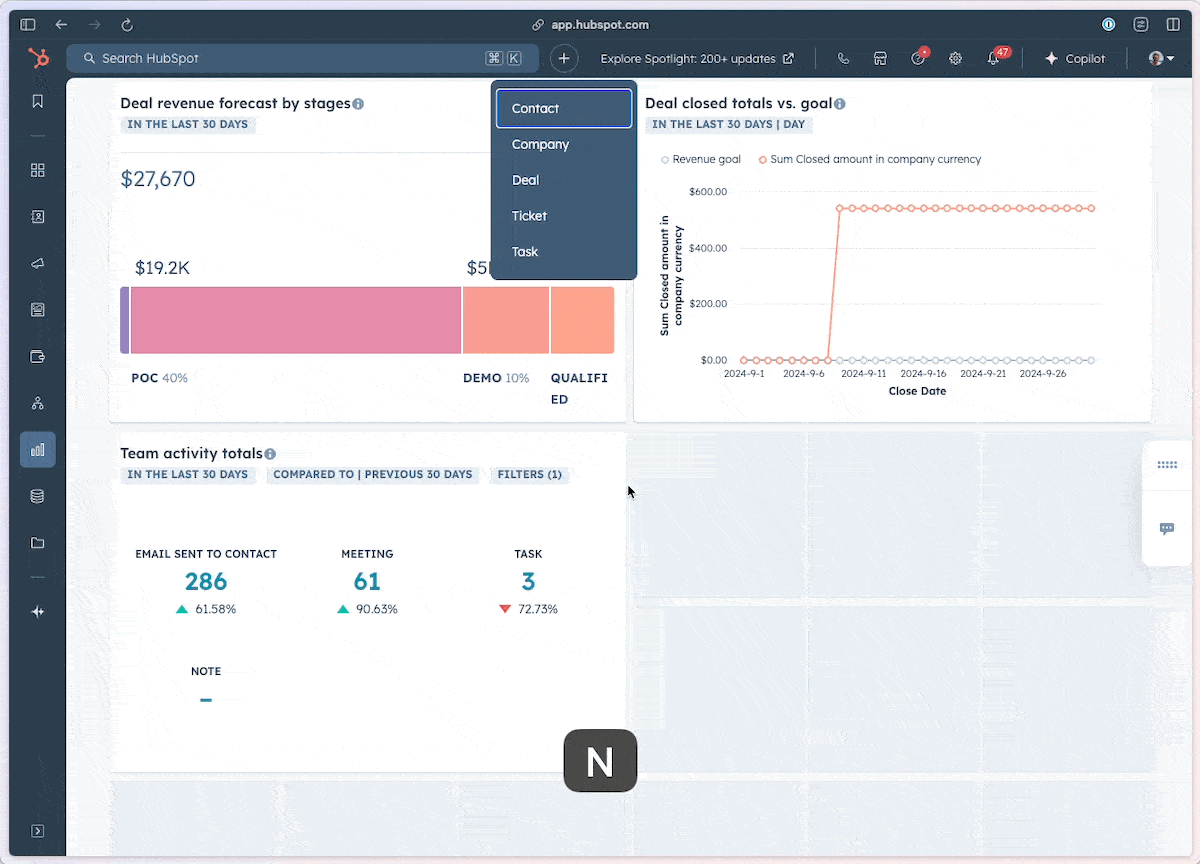 app.hubspot.com
Search HubSpot
⌘ K
Explore Spotlight: 200+ updates
47
Copilot
Contact
Company
Deal
Ticket
Task
Deal revenue forecast by stages
IN THE LAST 30 DAYS
$27,670
$19.2K
POC 40%
DEMO 10%
QUALIFI
ED
Deal closed totals vs. goal
IN THE LAST 30 DAYS | DAY
Revenue goal
Sum Closed amount in company currency
$600.00
$400.00
$200.00
$0.00
Sum Closed amount in
company currency
2024-9-1 2024-9-6 2024-9-11 2024-9-16 2024-9-21 2024-9-26
Close Date
Team activity totals
IN THE LAST 30 DAYS
COMPARED TO | PREVIOUS 30 DAYS
FILTERS (1)
EMAIL SENT TO CONTACT
286
61.58%
MEETING
61
90.63%
TASK
3
72.73%
NOTE
–
N